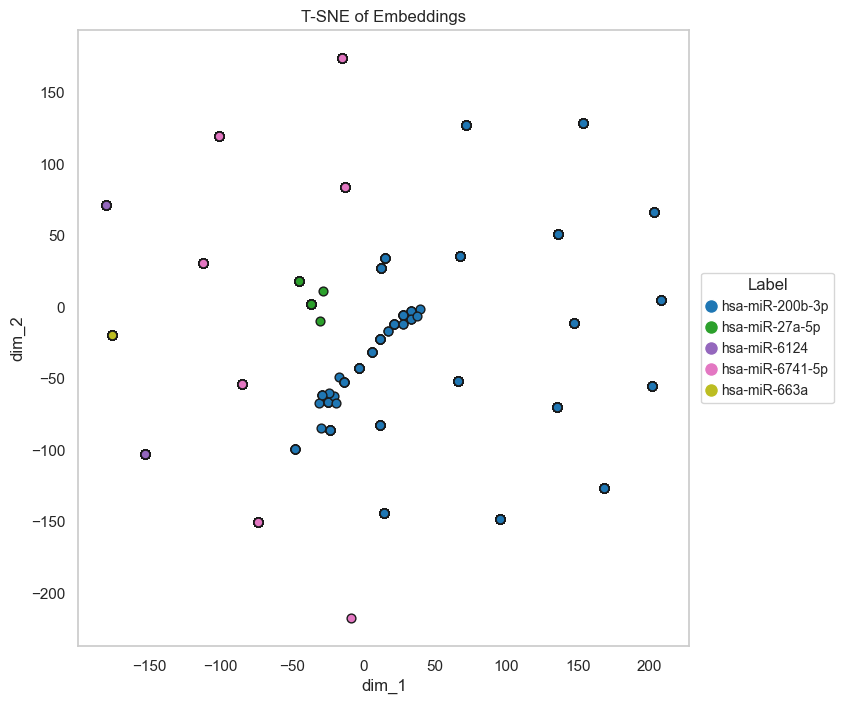 T-SNE of Embeddings
150
100
50
0
−50
−100
−150
−200
dim_2
−150
−100
−50
0
50
100
150
200
dim_1
Label
hsa-miR-200b-3p
hsa-miR-27a-5p
hsa-miR-6124
hsa-miR-6741-5p
hsa-miR-663a